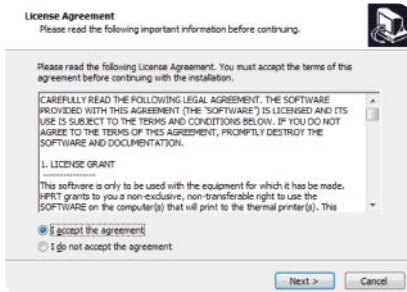 License Agreement
Please read the following important information before continuing.
Please read the following License Agreement. You must accept the terms of this
agreement before continuing with the installation.
CAREFULLY READ THE FOLLOWING LEGAL AGREEMENT. THE SOFTWARE
PROVIDED WITH THIS AGREEMENT (THE 'SOFTWARE') IS LICENSED AND ITS
USE IS SUBJECT TO THE TERMS AND CONDITIONS BELOW. IF YOU DO NOT
AGREE TO THE TERMS OF THIS AGREEMENT, PROMPTLY DESTROY THE
SOFTWARE AND DOCUMENTATION.
1. LICENSE GRANT
---------------
This software is only to be used with the equipment for which it has be made.
HPRT grants to you a non-exclusive, non-transferable right to use the
SOFTWARE on the computer(s) that will print to the thermal printer(s). This
I accept the agreement
I do not accept the agreement
Next >
Cancel